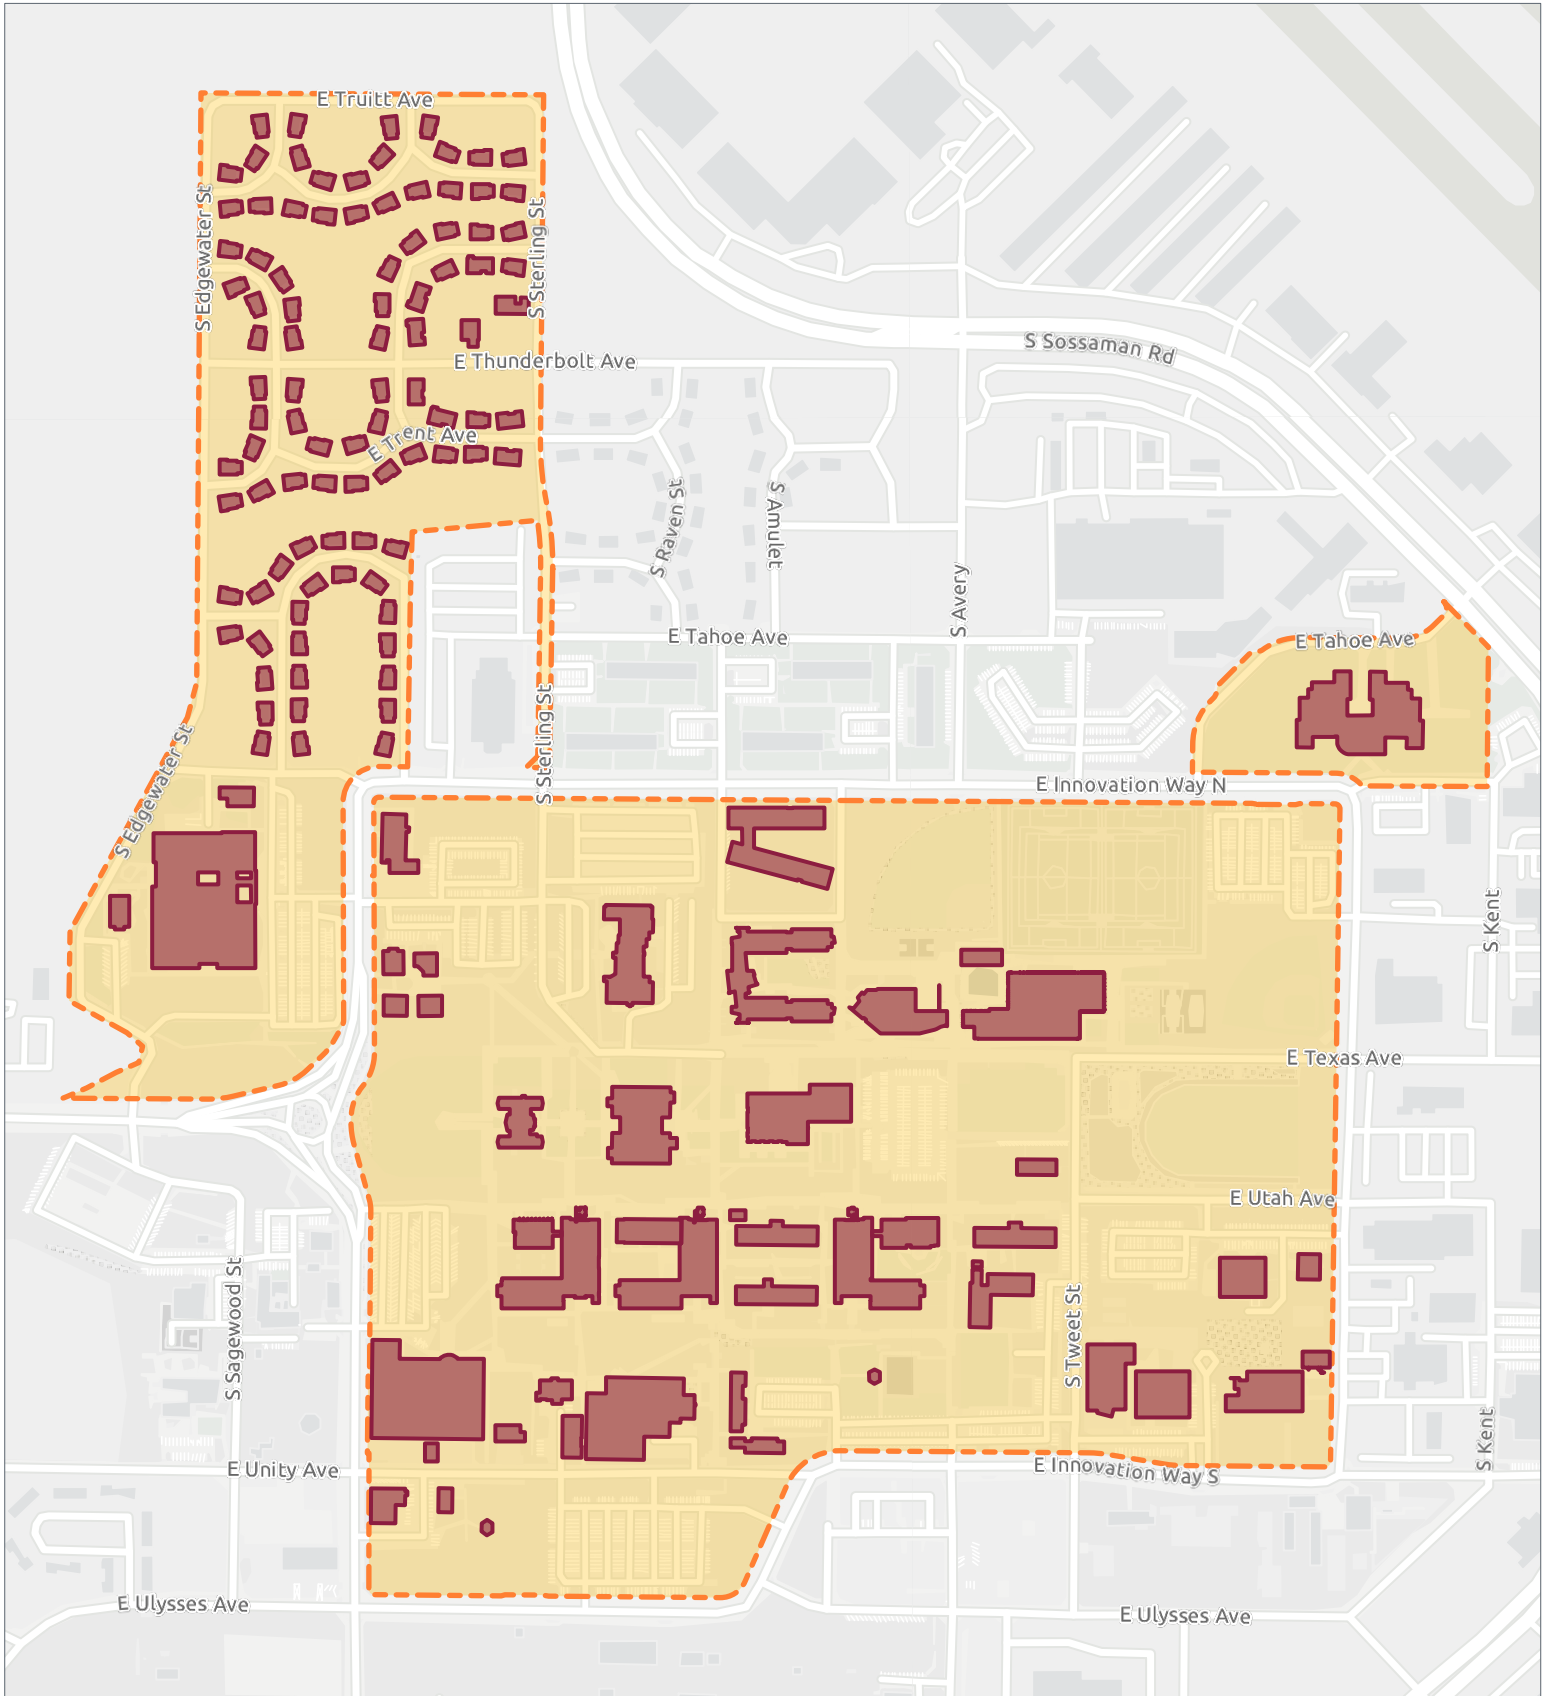 E Truitt Ave
S Edgewater St
S Sterling St
S Sossaman Rd
E Thunderbolt Ave
E Trent Ave
S Raven St
S Amulet
S Avery
E Tahoe Ave
E Tahoe Ave
S Sterling St
S Edgewater St
E Innovation Way N
S Kent
E Texas Ave
E Utah Ave
S Sagewood St
S Tweet St
S Kent
E Unity Ave
E Innovation Way S
E Ulysses Ave
E Ulysses Ave